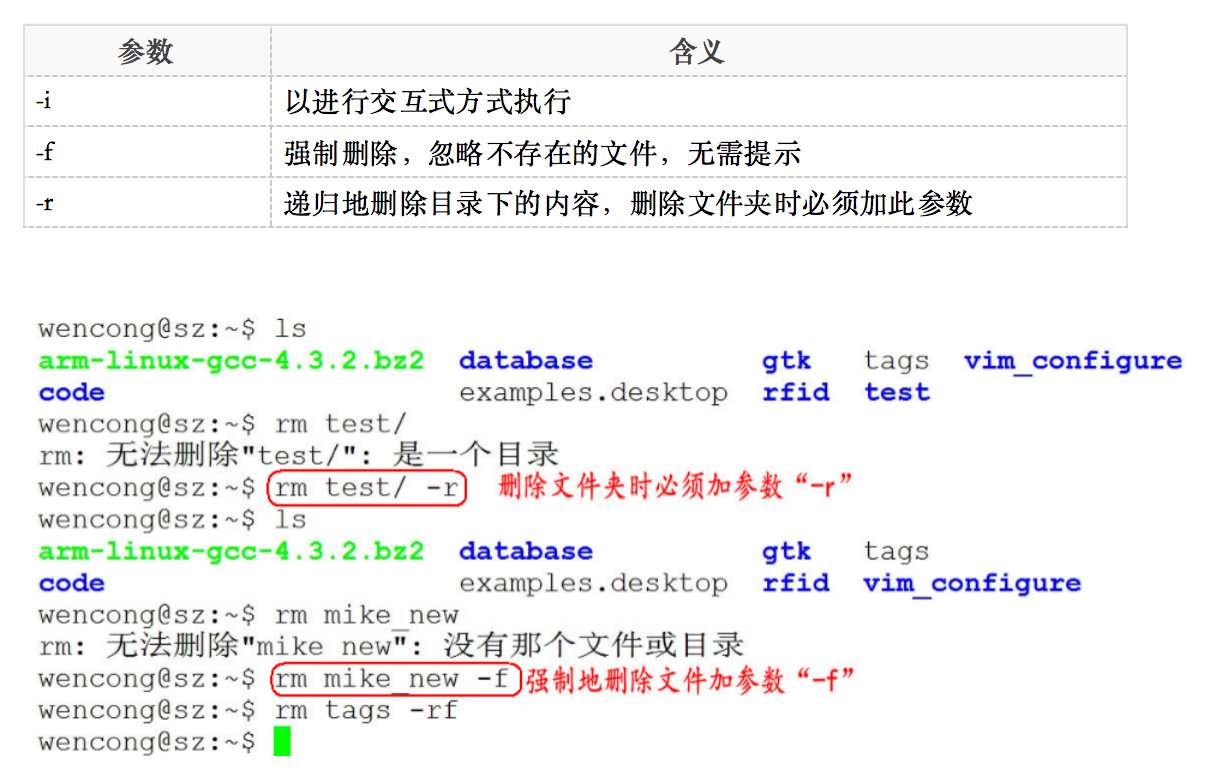 参数 含义
-i 以进行交互式方式执行
-f 强制删除，忽略不存在的文件，无需提示
-r 递归地删除目录下的内容，删除文件夹时必须加此参数
wencong@sz:~$ ls
arm-linux-gcc-4.3.2.bz2 database gtk tags vim_configure
code examples.desktop rfid test
wencong@sz:~$ rm test/
rm: 无法删除"test/": 是一个目录
wencong@sz:~$ rm test/ -r 删除文件夹时必须加参数“-r”
wencong@sz:~$ ls
arm-linux-gcc-4.3.2.bz2 database gtk tags
code examples.desktop rfid vim_configure
wencong@sz:~$ rm mike_new
rm: 无法删除"mike new": 没有那个文件或目录
wencong@sz:~$ rm mike_new -f 强制地删除文件加参数“-f”
wencong@sz:~$ rm tags -rf
wencong@sz:~$